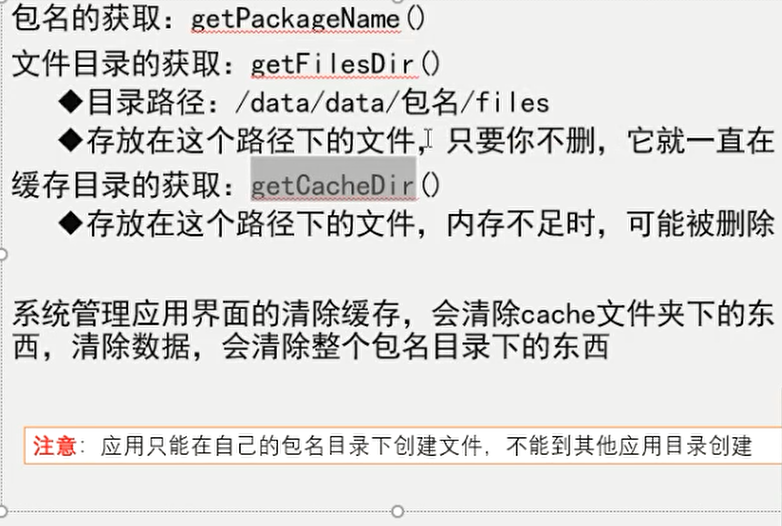 包名的获取：getPackageName()
文件目录的获取：getFilesDir()
◆目录路径：/data/data/包名/files
◆存放在这个路径下的文件，只要你不删，它就一直在
缓存目录的获取：getCacheDir()
◆存放在这个路径下的文件，内存不足时，可能被删除
系统管理应用界面的清除缓存，会清除cache文件夹下的东
西，清除数据，会清除整个包名目录下的东西
注意：应用只能在自己的包名目录下创建文件，不能到其他应用目录创建